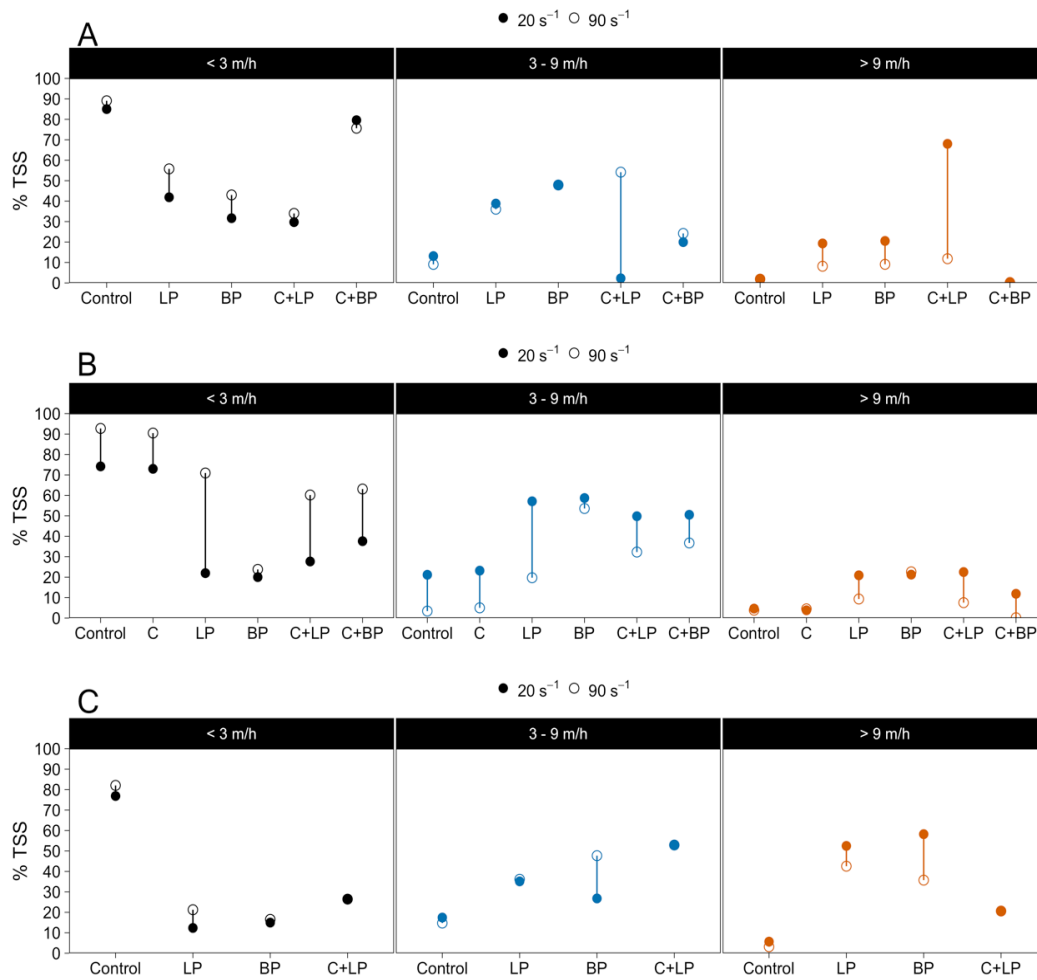 A
● 20 s⁻¹ ○ 90 s⁻¹
< 3 m/h 3 - 9 m/h > 9 m/h
% TSS
100
90
80
70
60
50
40
30
20
10
0
Control LP BP C+LP C+BP Control LP BP C+LP C+BP Control LP BP C+LP C+BP
B
● 20 s⁻¹ ○ 90 s⁻¹
< 3 m/h 3 - 9 m/h > 9 m/h
% TSS
100
90
80
70
60
50
40
30
20
10
0
Control C LP BP C+LP C+BP Control C LP BP C+LP C+BP Control C LP BP C+LP C+BP
C
● 20 s⁻¹ ○ 90 s⁻¹
< 3 m/h 3 - 9 m/h > 9 m/h
% TSS
100
90
80
70
60
50
40
30
20
10
0
Control LP BP C+LP Control LP BP C+LP Control LP BP C+LP